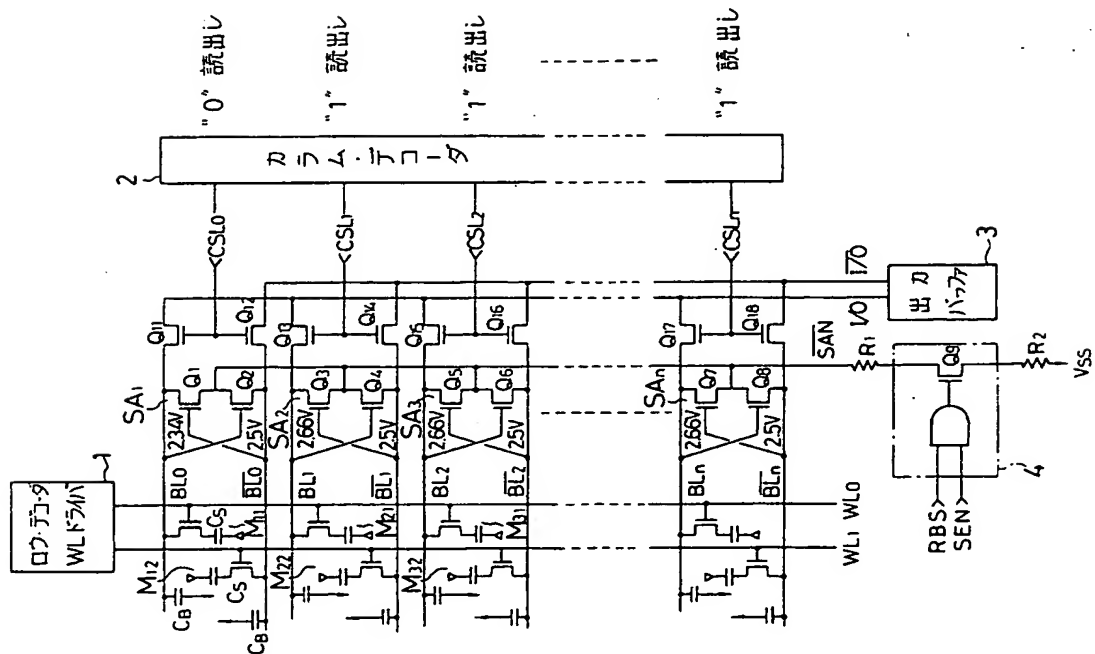 "0" 読出し
"1" 読出し
"1" 読出し
"1" 読出し
2
カラム・デコーダ
CSL0
CSL1
CSL2
CSLn
Q11
Q12
Q13
Q14
Q15
Q16
Q17
Q18
I/O
I/O
出力
バッファ
3
SA1
Q1
Q2
SA2
Q3
Q4
SA3
Q5
Q6
SAn
Q7
Q8
SAN
R1
Q9
R2
VSS
2.34V
2.5V
2.66V
2.5V
2.66V
2.5V
2.66V
2.5V
BL0
BL0
BL1
BL1
BL2
BL2
BLn
BLn
RBS
SEN
4
1
ロウ・デコーダ
WLドライバ
CS
M11
M21
M31
WL0
WL1
M12
M22
M32
CS
CB
CB